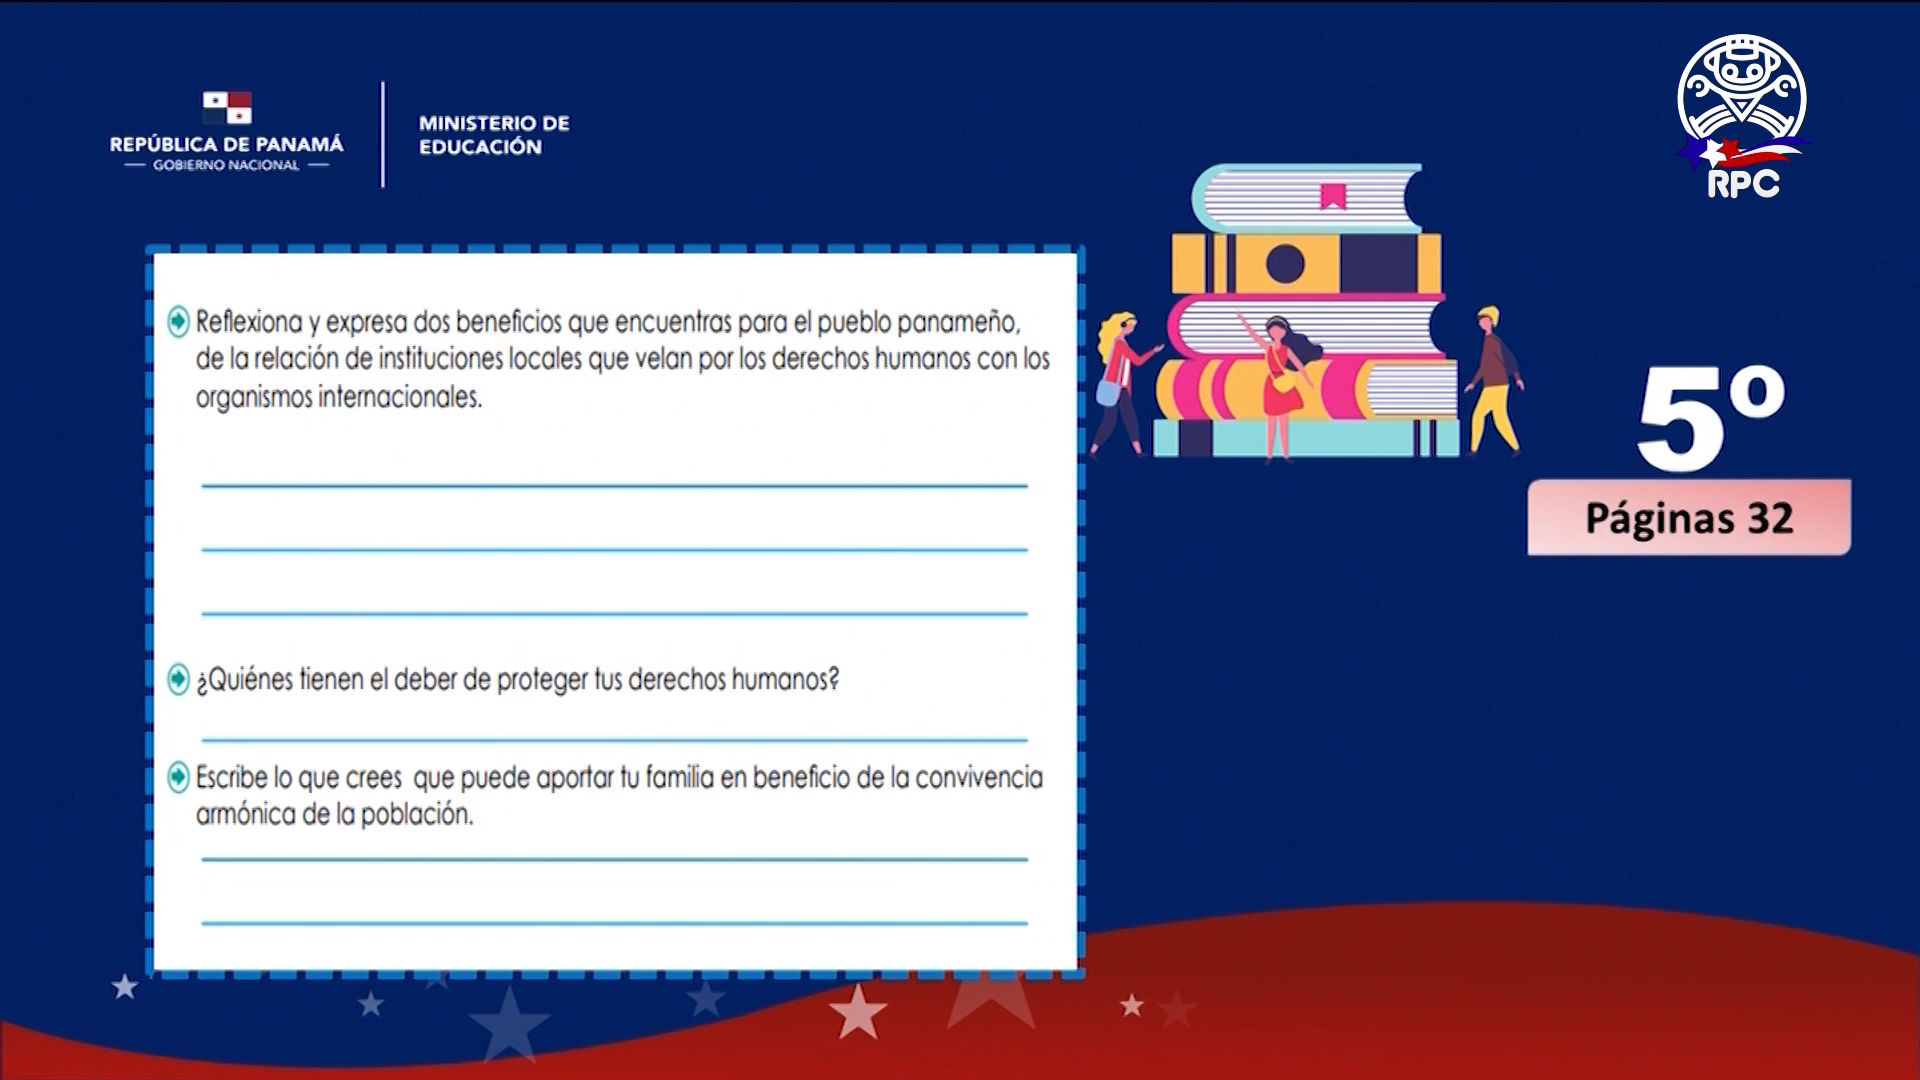 REPÚBLICA DE PANAMÁ
GOBIERNO NACIONAL
MINISTERIO DE
EDUCACIÓN
RPC
Reflexiona y expresa dos beneficios que encuentras para el pueblo panameño,
de la relación de instituciones locales que velan por los derechos humanos con los
organismos internacionales.
¿Quiénes tienen el deber de proteger tus derechos humanos?
Escribe lo que crees que puede aportar tu familia en beneficio de la convivencia
armónica de la población.
5º
Páginas 32